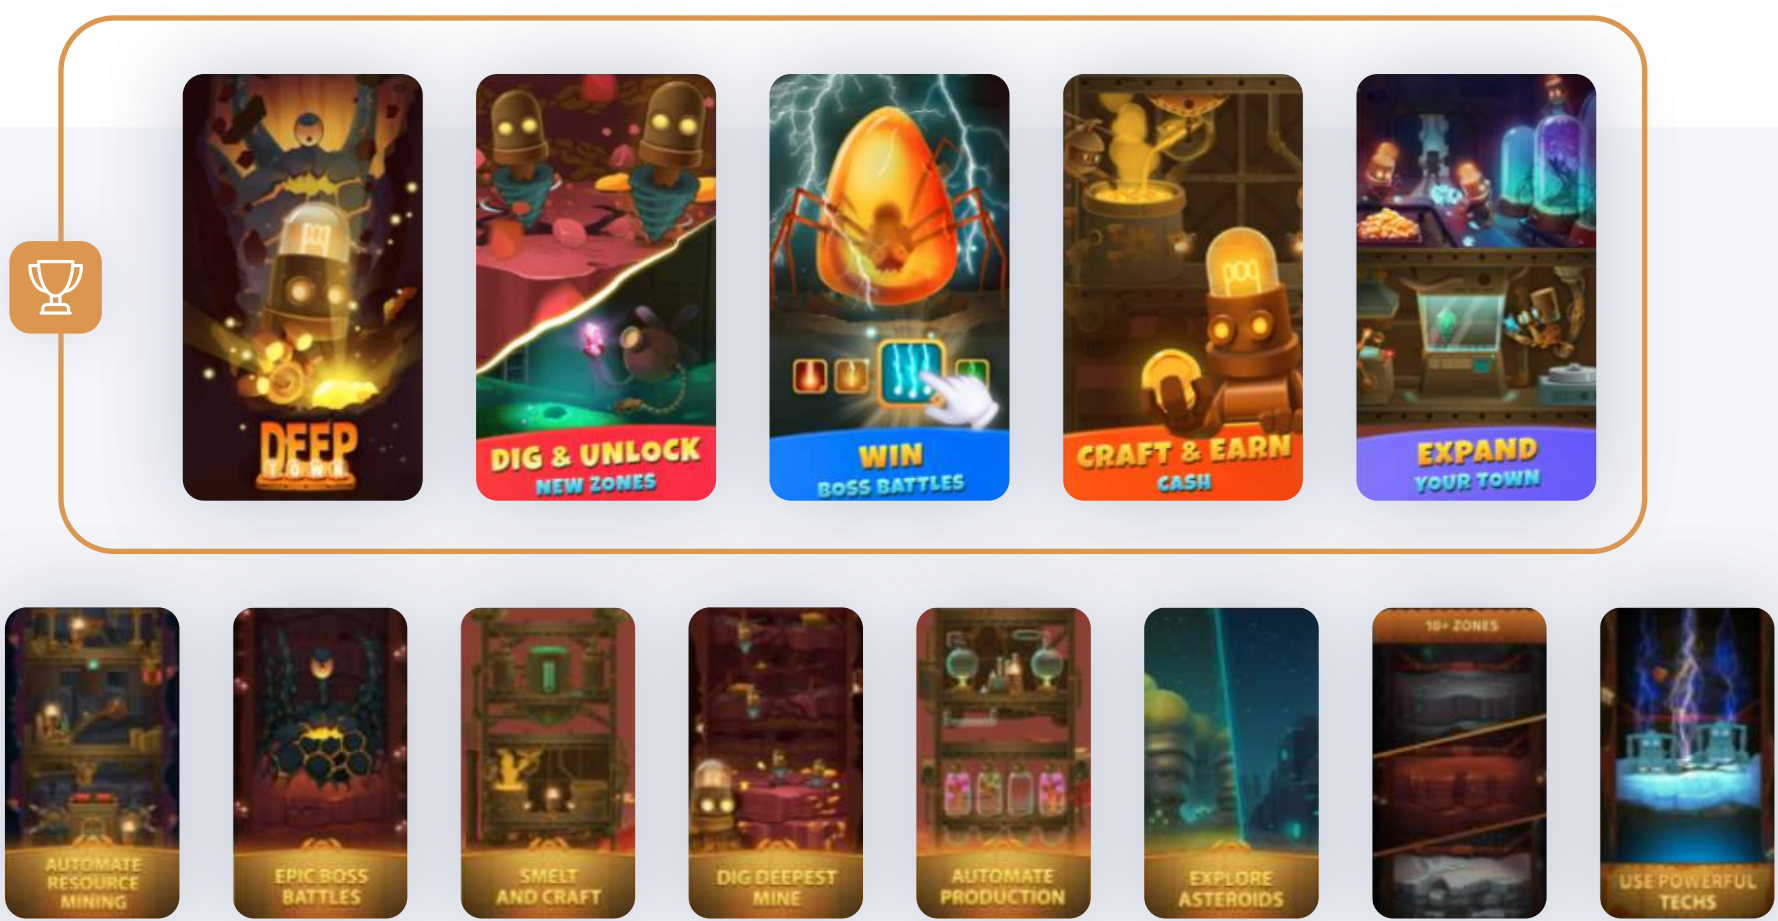 DEEP
TOWN
DIG & UNLOCK
NEW ZONES
WIN
BOSS BATTLES
CRAFT & EARN
CASH
EXPAND
YOUR TOWN
AUTOMATE
RESOURCE
MINING
EPIC BOSS
BATTLES
SMELT
AND CRAFT
DIG DEEPEST
MINE
AUTOMATE
PRODUCTION
EXPLORE
ASTEROIDS
10+ ZONES
USE POWERFUL
TECHS